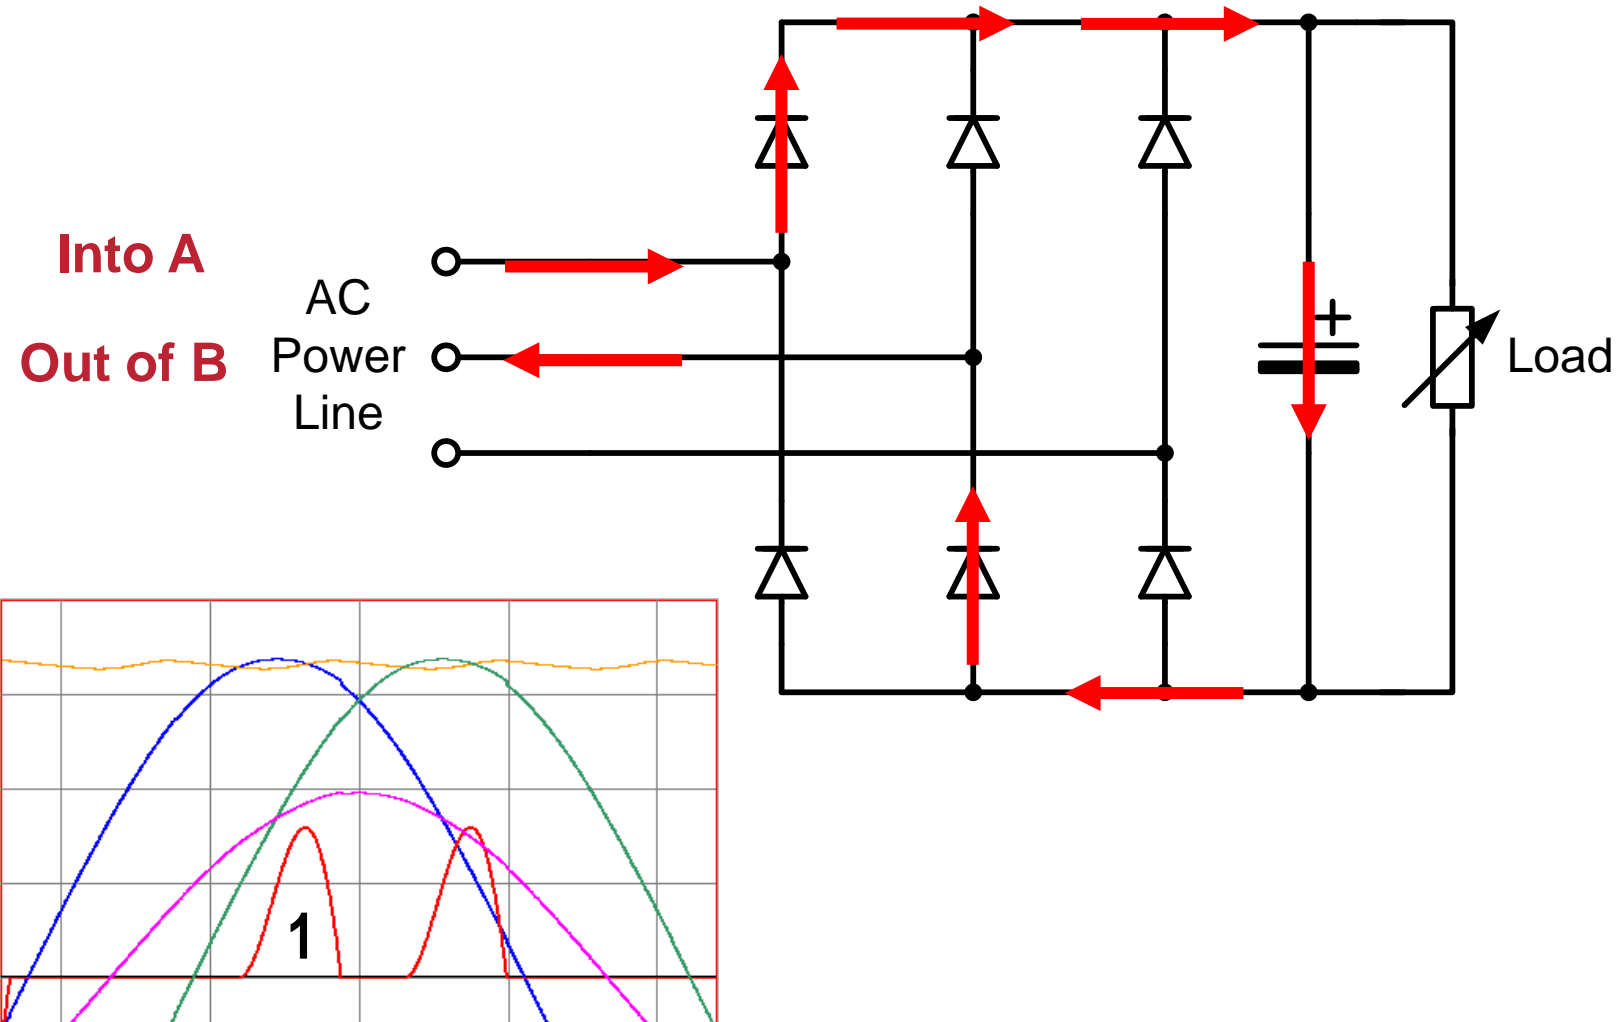 Into A
Out of B
AC
Power
Line
+
Load
1